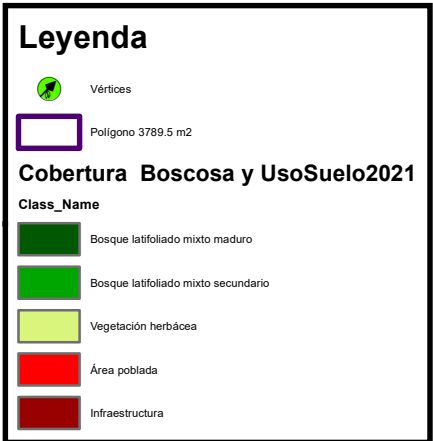 Leyenda
Vértices
Polígono 3789.5 m2
Cobertura Boscosa y UsoSuelo2021
Class_Name
Bosque latifoliado mixto maduro
Bosque latifoliado mixto secundario
Vegetación herbácea
Área poblada
Infraestructura